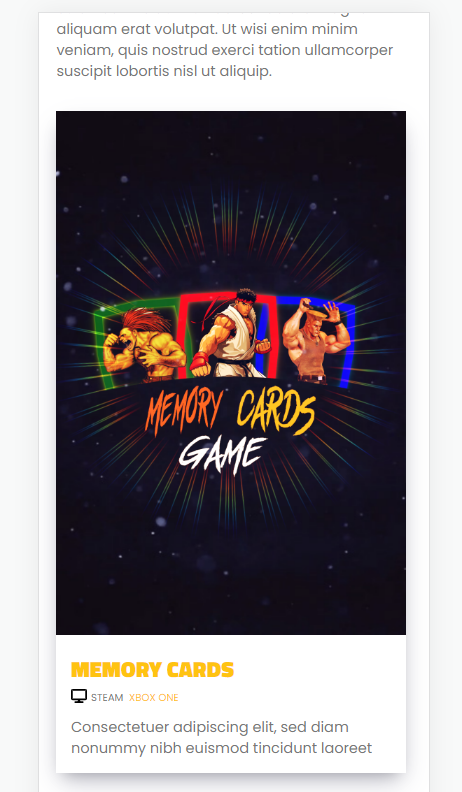 aliquam erat volutpat. Ut wisi enim minim
veniam, quis nostrud exerci tation ullamcorper
suscipit lobortis nisl ut aliquip.
MEMORY CARDS
GAME
MEMORY CARDS
STEAM XBOX ONE
Consectetuer adipiscing elit, sed diam
nonummy nibh euismod tincidunt laoreet